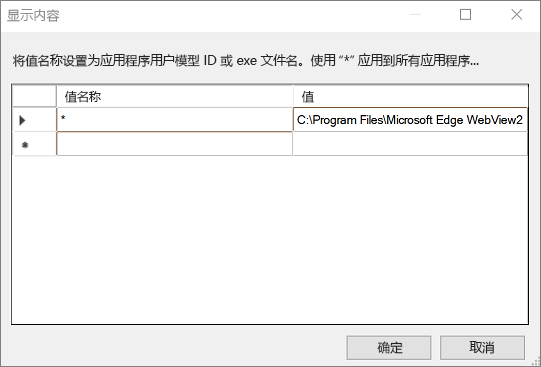 显示内容
将值名称设置为应用程序用户模型 ID 或 exe 文件名。使用 “*” 应用到所有应用程序...
值名称 值
* C:\Program Files\Microsoft Edge WebView2
确定 取消